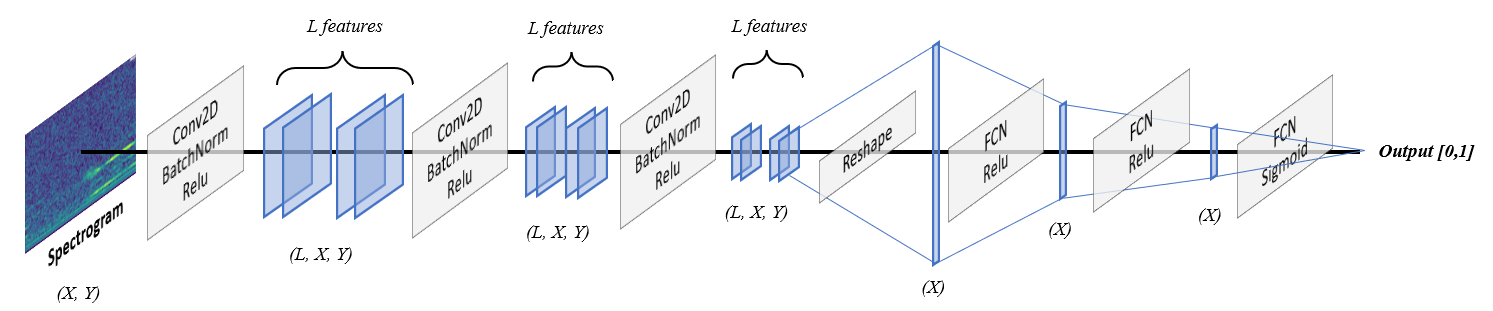 L features
L features
L features
Conv2D
BatchNorm
Relu
Conv2D
BatchNorm
Relu
Conv2D
BatchNorm
Relu
Reshape
FCN
Relu
FCN
Relu
FCN
Sigmoid
Output [0,1]
Spectrogram
(X, Y)
(L, X, Y)
(L, X, Y)
(L, X, Y)
(X)
(X)
(X)